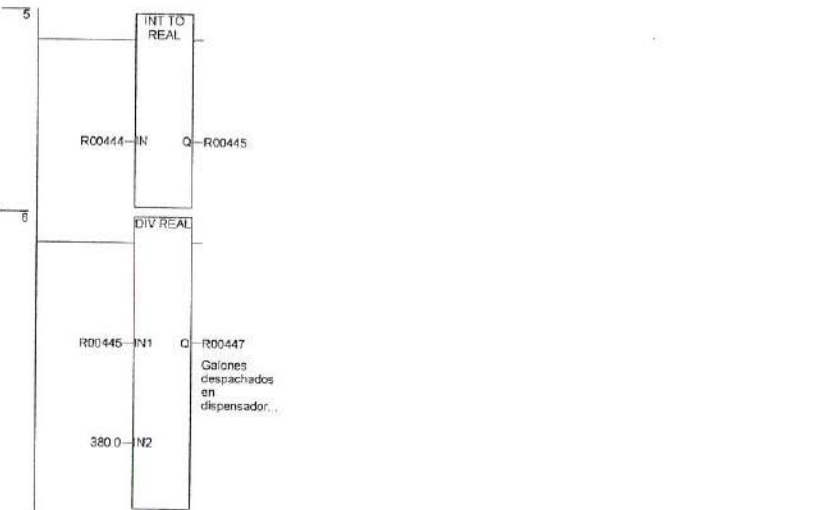 5
INT TO
REAL
R00444
IN
Q
R00445
6
DIV REAL
R00445
IN1
Q
R00447
Galones
despachados
en
dispensador...
380.0
IN2